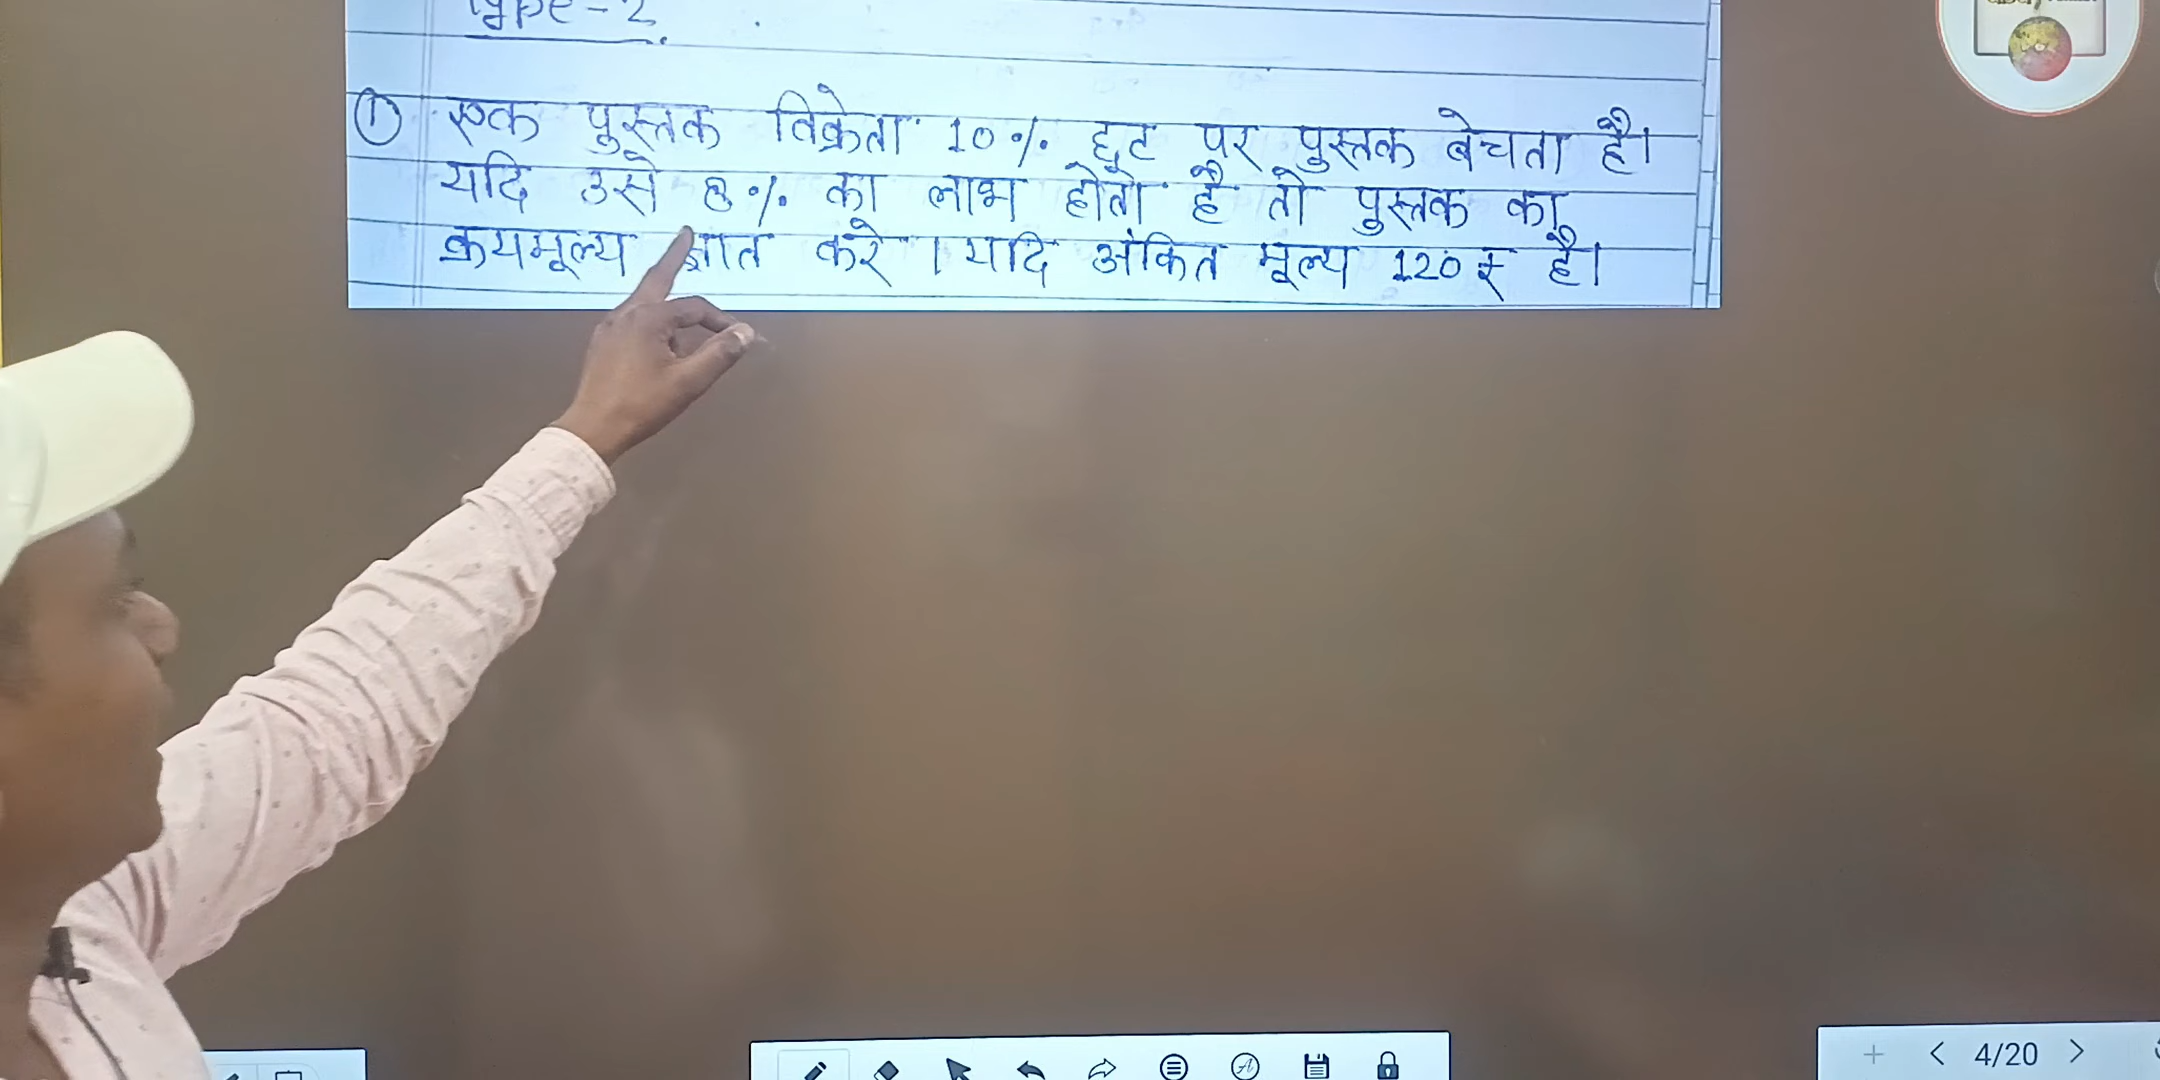 Type-2
① एक पुस्तक विक्रेता 10% छूट पर पुस्तक बेचता है।
यदि उसे 8% का लाभ होता है तो पुस्तक का
क्रयमूल्य ज्ञात करे । यदि अंकित मूल्य 120 ₹ है।
4/20